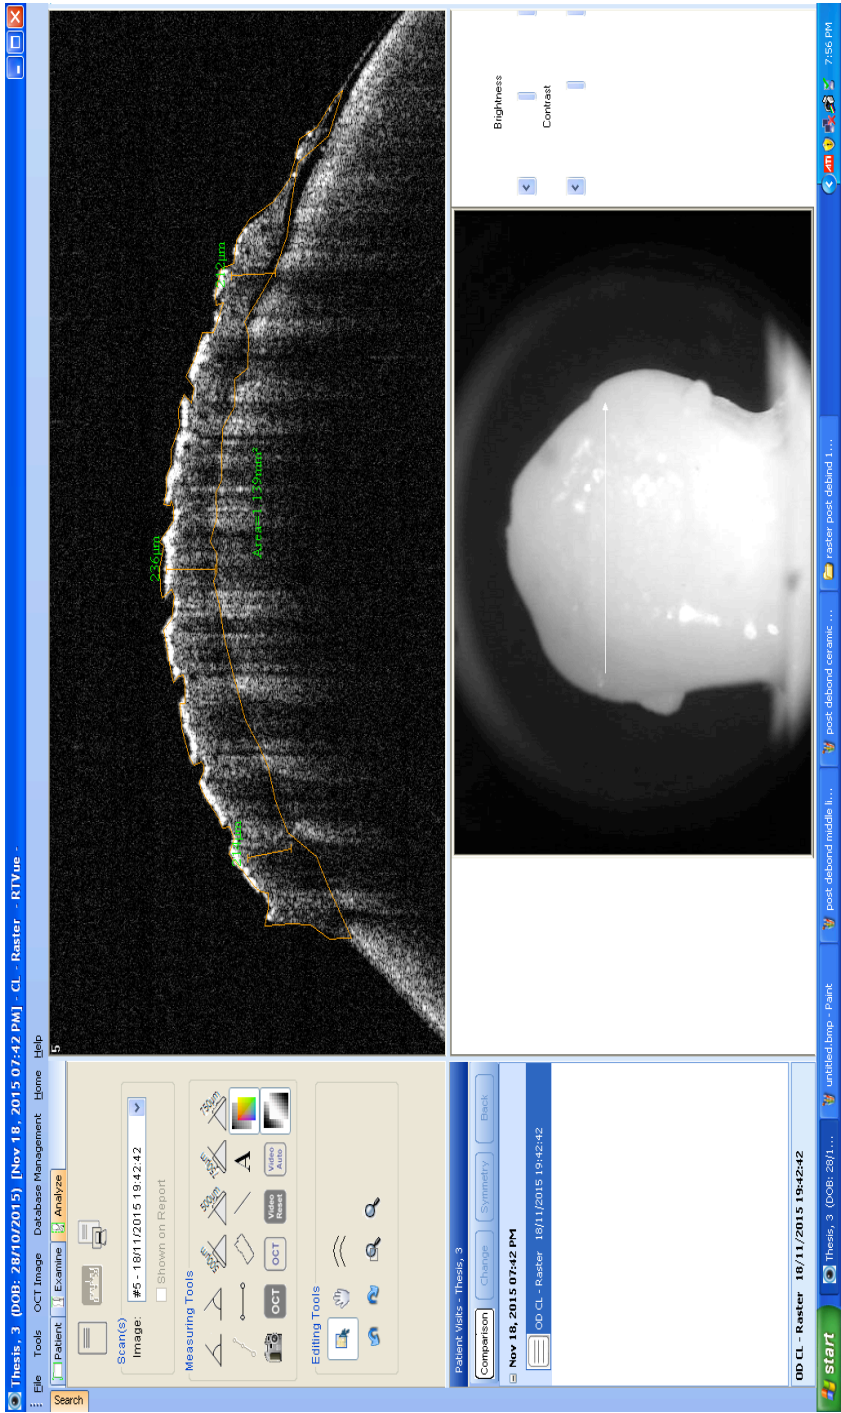 Thesis, 3 (DOB: 28/10/2015) [Nov 18, 2015 07:42 PM] - CL - Raster - RTVue -
File Tools OCT Image Database Management Home Help
Search
Patient Examine Analyze
Scan(s)
Image: #5 - 18/11/2015 19:42:42
Shown on Report
Measuring Tools
500µm 750µm
A
OCT OCT Video Reset Video Auto
Editing Tools
5
236µm
Area=1.139mm²
Patient Visits - Thesis, 3
Comparison Change Symmetry Back
Nov 18, 2015 07:42 PM
OD CL - Raster 18/11/2015 19:42:42
OD CL - Raster 18/11/2015 19:42:42
Brightness
Contrast
start
Thesis, 3 (DOB: 28/1...
untitled.bmp - Paint
post debond middle li...
post debond ceramic ...
raster post debind 1...
ATI
7:56 PM